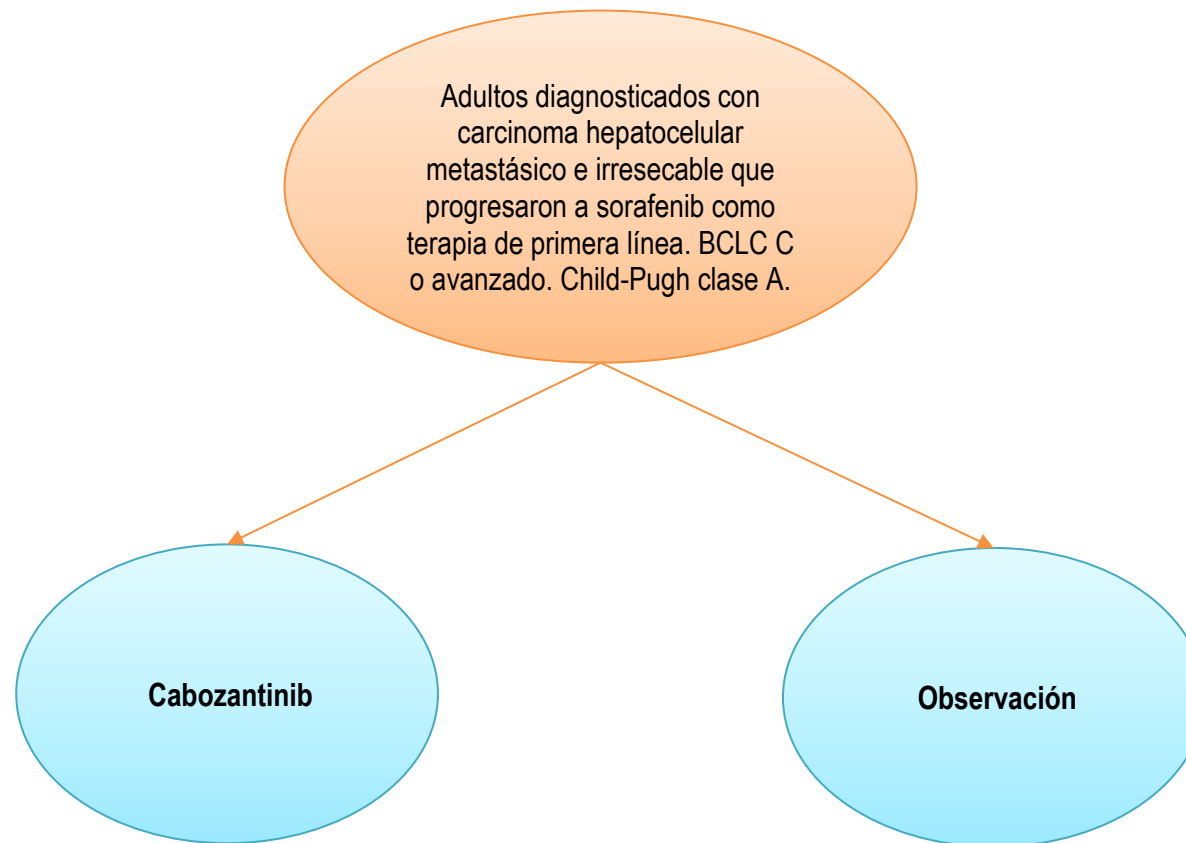 Adultos diagnosticados con
carcinoma hepatocelular
metastásico e irresecable que
progresaron a sorafenib como
terapia de primera línea. BCLC C
o avanzado. Child-Pugh clase A.
Cabozantinib
Observación